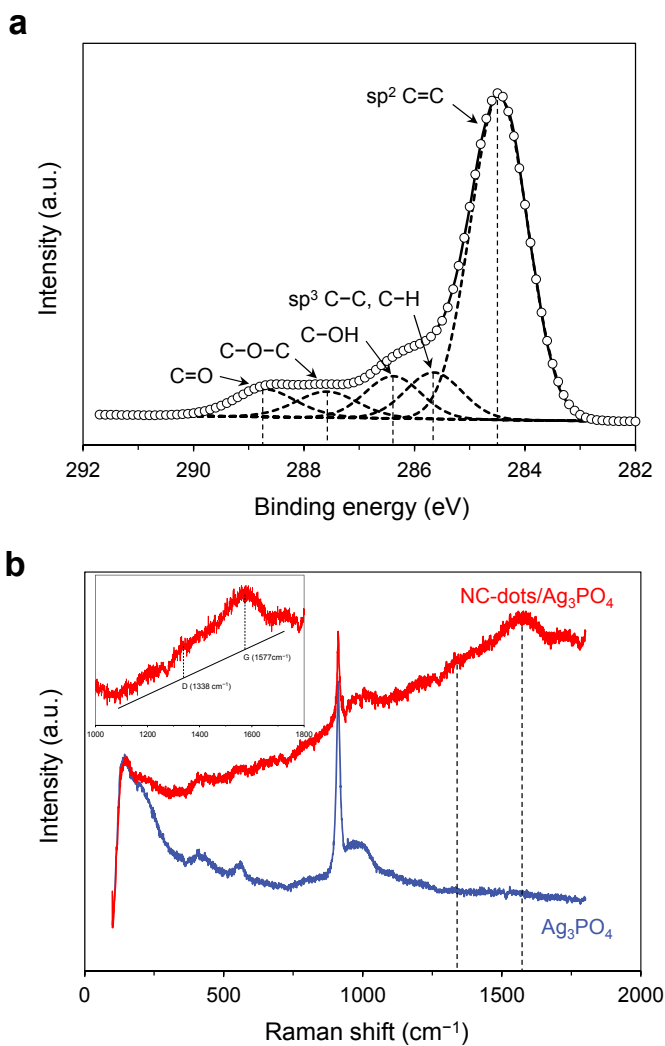 a
sp² C=C
sp³ C−C, C−H
C−OH
C−O−C
C=O
Intensity (a.u.)
292 290 288 286 284 282
Binding energy (eV)
b
NC-dots/Ag₃PO₄
G (1577cm⁻¹)
D (1338 cm⁻¹)
1000 1200 1400 1600 1800
Intensity (a.u.)
Ag₃PO₄
0 500 1000 1500 2000
Raman shift (cm⁻¹)